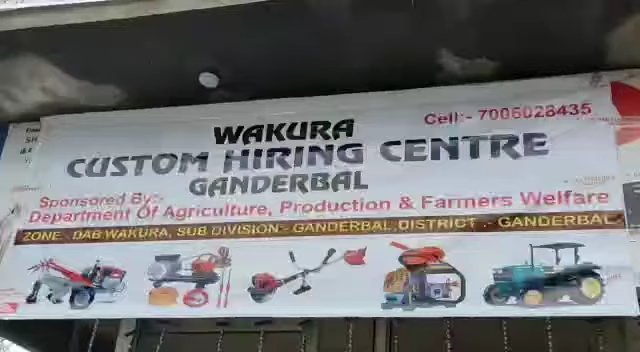 Cell:- 7006028435
WAKURA
CUSTOM HIRING CENTRE
GANDERBAL
Sponsored By:-
Department Of Agriculture, Production & Farmers Welfare
ZONE:- DAB WAKURA, SUB DIVISION:- GANDERBAL, DISTRICT :- GANDERBAL